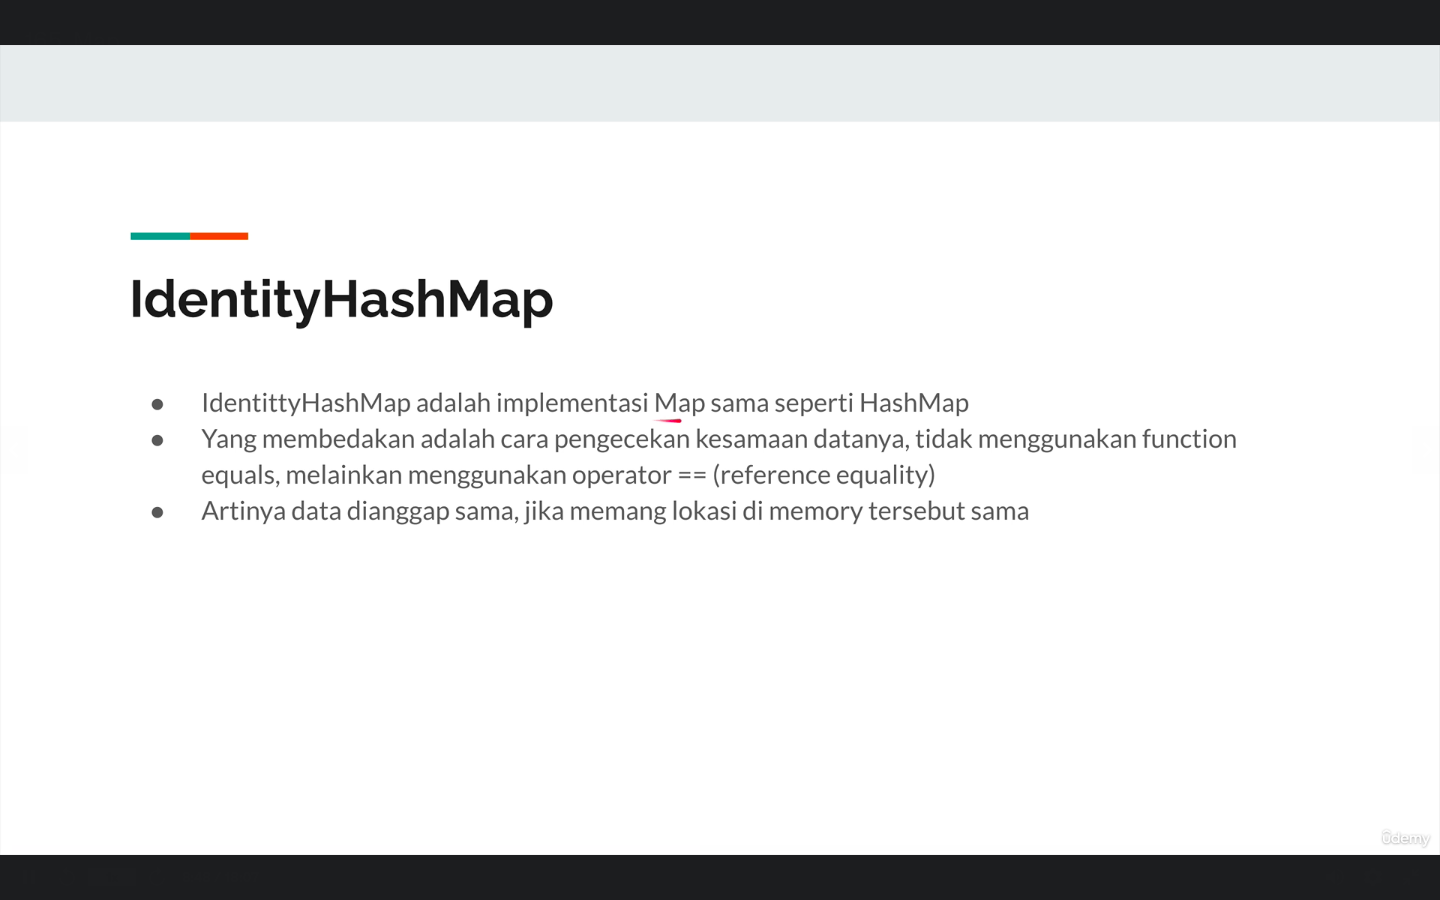 IdentityHashMap
● IdentittyHashMap adalah implementasi Map sama seperti HashMap
● Yang membedakan adalah cara pengecekan kesamaan datanya, tidak menggunakan function
equals, melainkan menggunakan operator == (reference equality)
● Artinya data dianggap sama, jika memang lokasi di memory tersebut sama
ûdemy